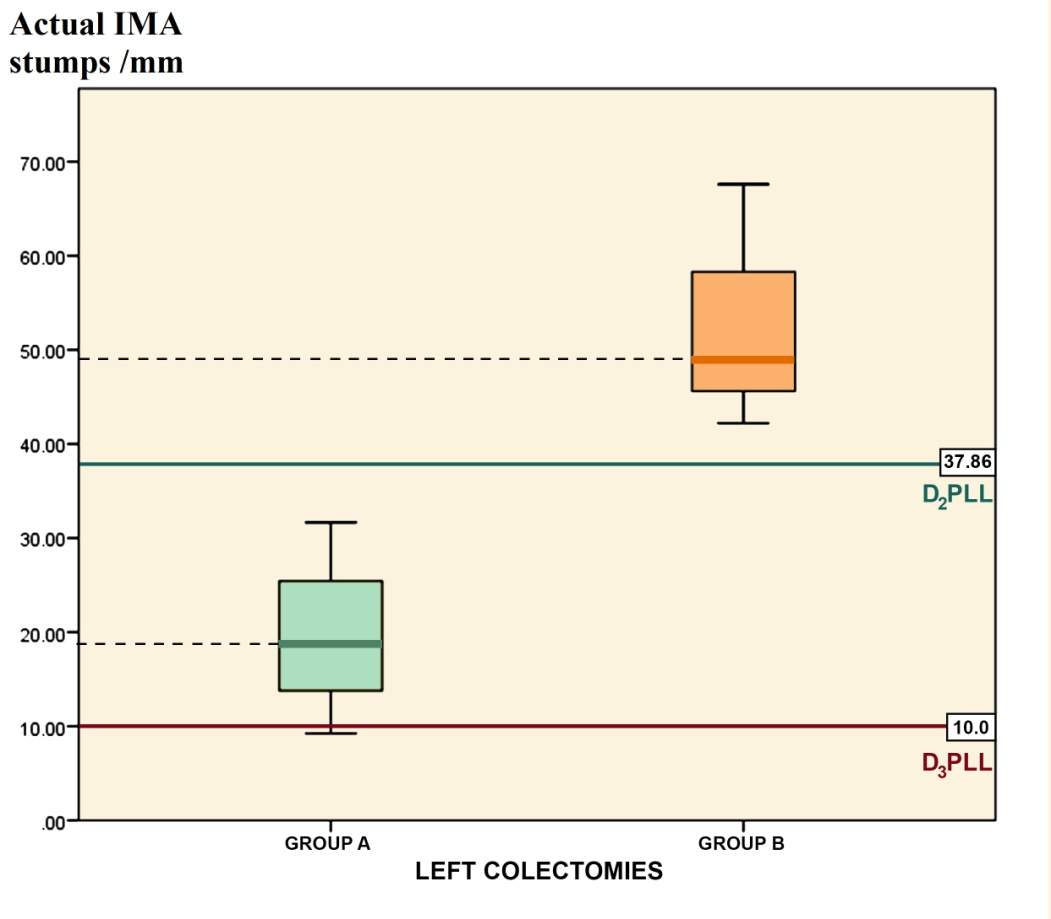 Actual IMA
stumps /mm
70.00
60.00
50.00
40.00
37.86
D2PLL
30.00
20.00
10.00
10.0
D3PLL
.00
GROUP A
GROUP B
LEFT COLECTOMIES